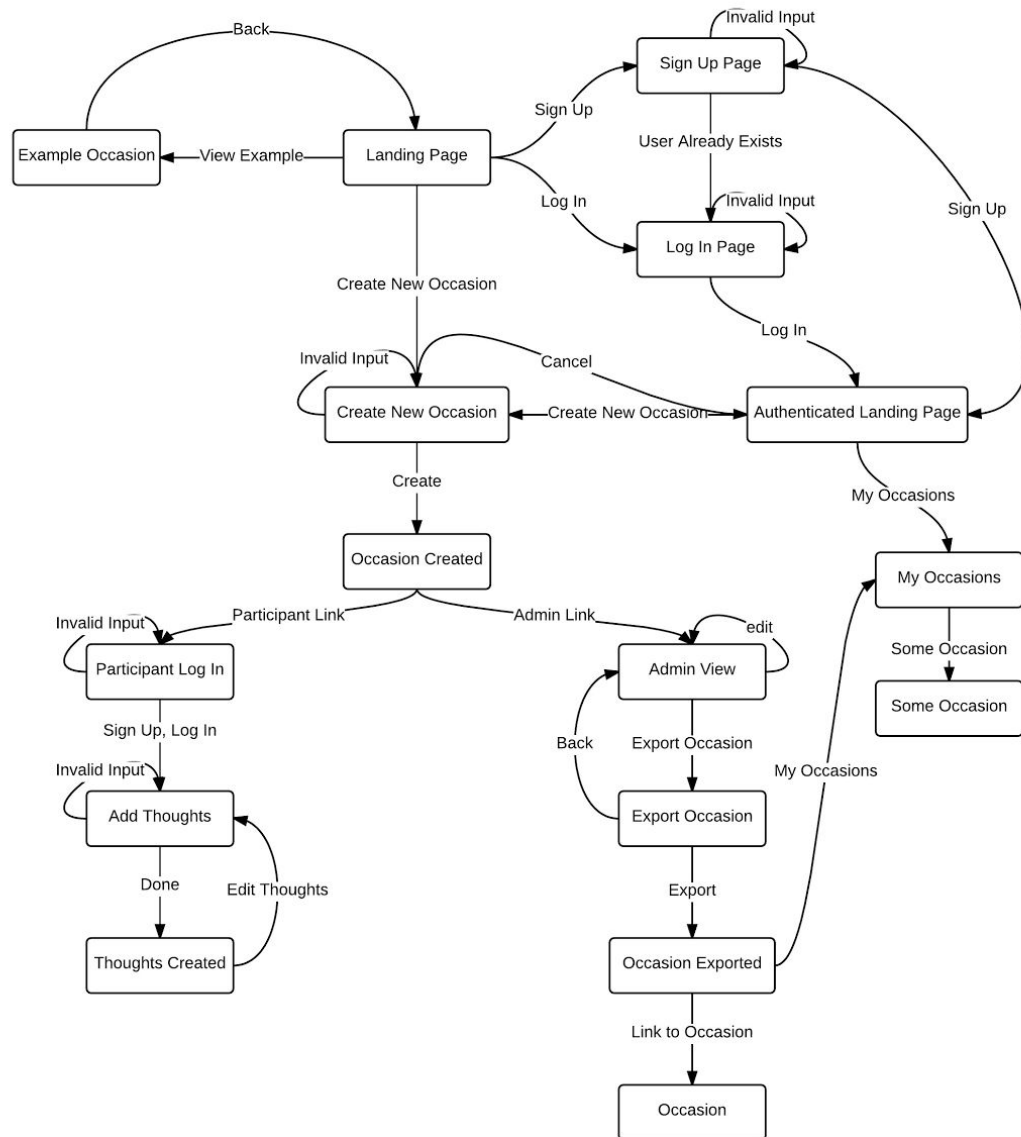 Invalid Input
Back
Sign Up Page
Sign Up
User Already Exists
Example Occasion
View Example
Landing Page
Log In
Invalid Input
Sign Up
Log In Page
Create New Occasion
Log In
Invalid Input
Cancel
Create New Occasion
Create New Occasion
Authenticated Landing Page
Create
My Occasions
Occasion Created
My Occasions
Participant Link
Admin Link
Invalid Input
edit
Some Occasion
Participant Log In
Admin View
Some Occasion
Sign Up, Log In
Back
Export Occasion
Invalid Input
My Occasions
Add Thoughts
Export Occasion
Done
Edit Thoughts
Export
Thoughts Created
Occasion Exported
Link to Occasion
Occasion